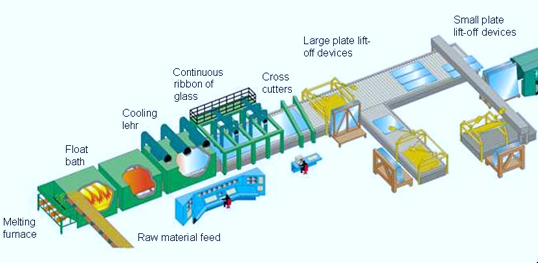 Small plate
lift-off devices
Large plate lift-
off devices
Continuous
ribbon of
glass
Cross
cutters
Cooling
lehr
Float
bath
Melting
furnace
Raw material feed